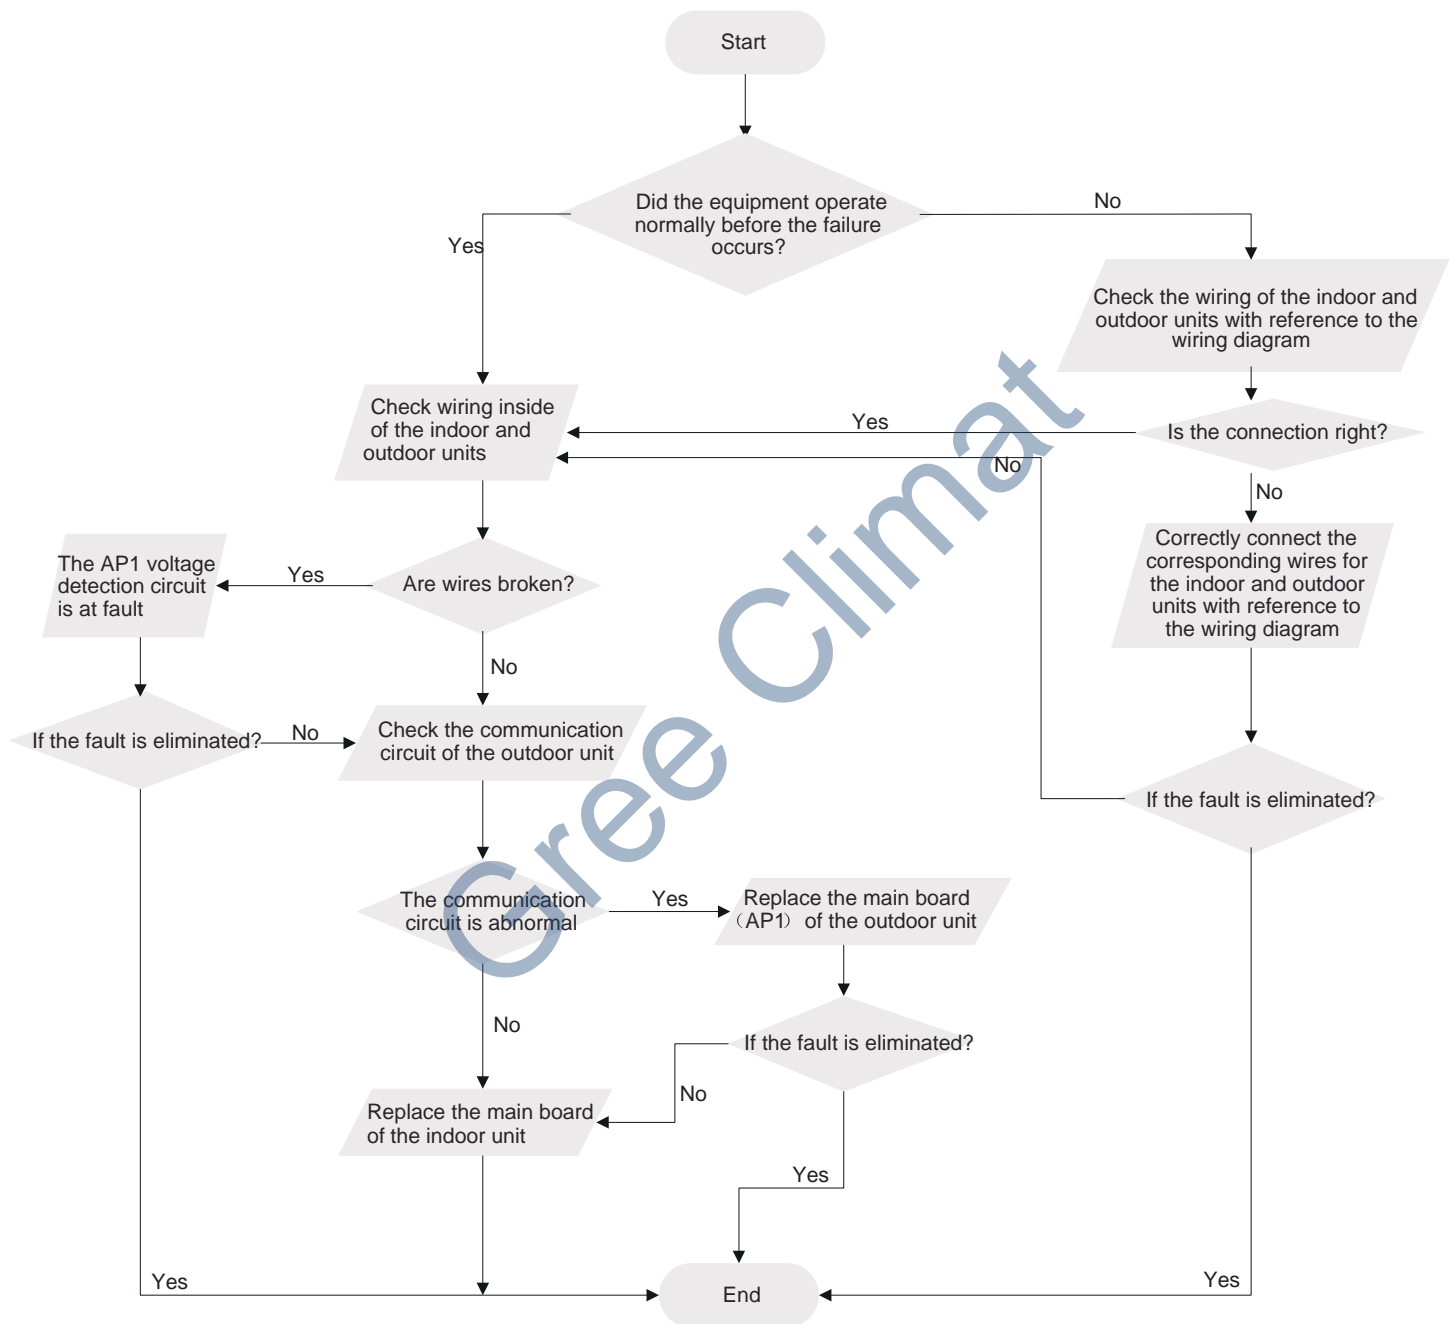 Start
Did the equipment operate
normally before the failure
occurs?
No
Yes
Check the wiring of the indoor and
outdoor units with reference to the
wiring diagram
Check wiring inside
of the indoor and
outdoor units
Yes
Is the connection right?
No
No
Correctly connect the
corresponding wires for
the indoor and outdoor
units with reference to
the wiring diagram
The AP1 voltage
detection circuit
is at fault
Yes
Are wires broken?
No
If the fault is eliminated?
No
Check the communication
circuit of the outdoor unit
If the fault is eliminated?
The communication
circuit is abnormal
Yes
Replace the main board
（AP1） of the outdoor unit
No
If the fault is eliminated?
No
Replace the main board
of the indoor unit
Yes
Yes
End
Yes
Gree Climat